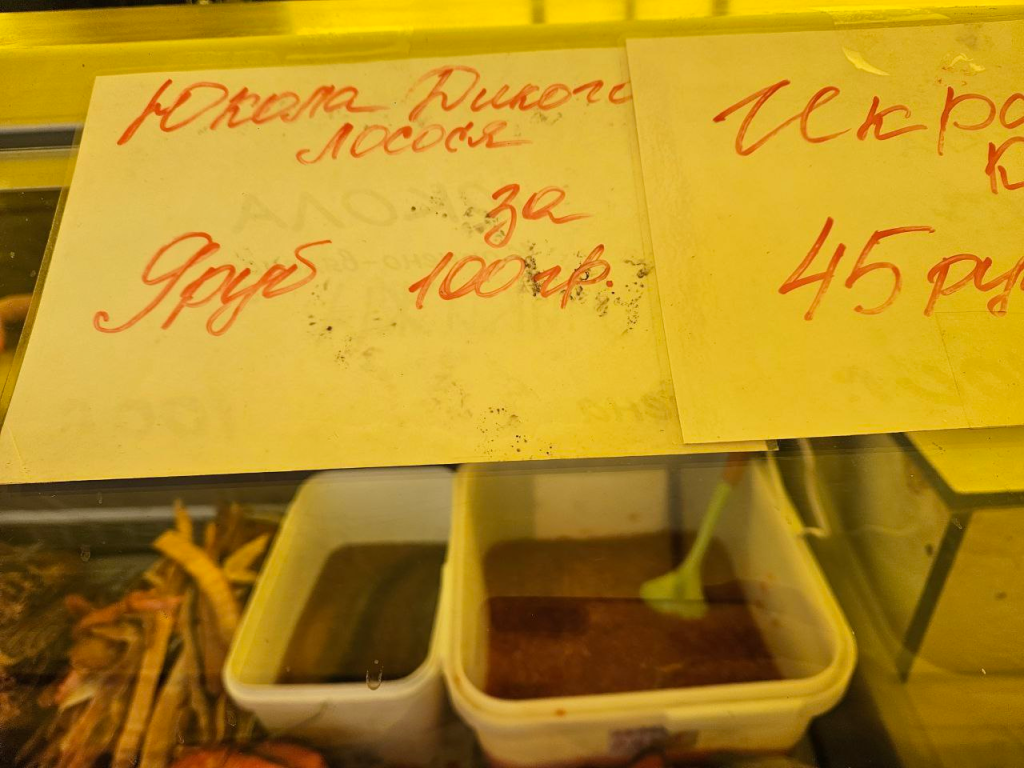 Юкола Дикого
лосося
за
9руб 100гр.
Икра
К
45 ру